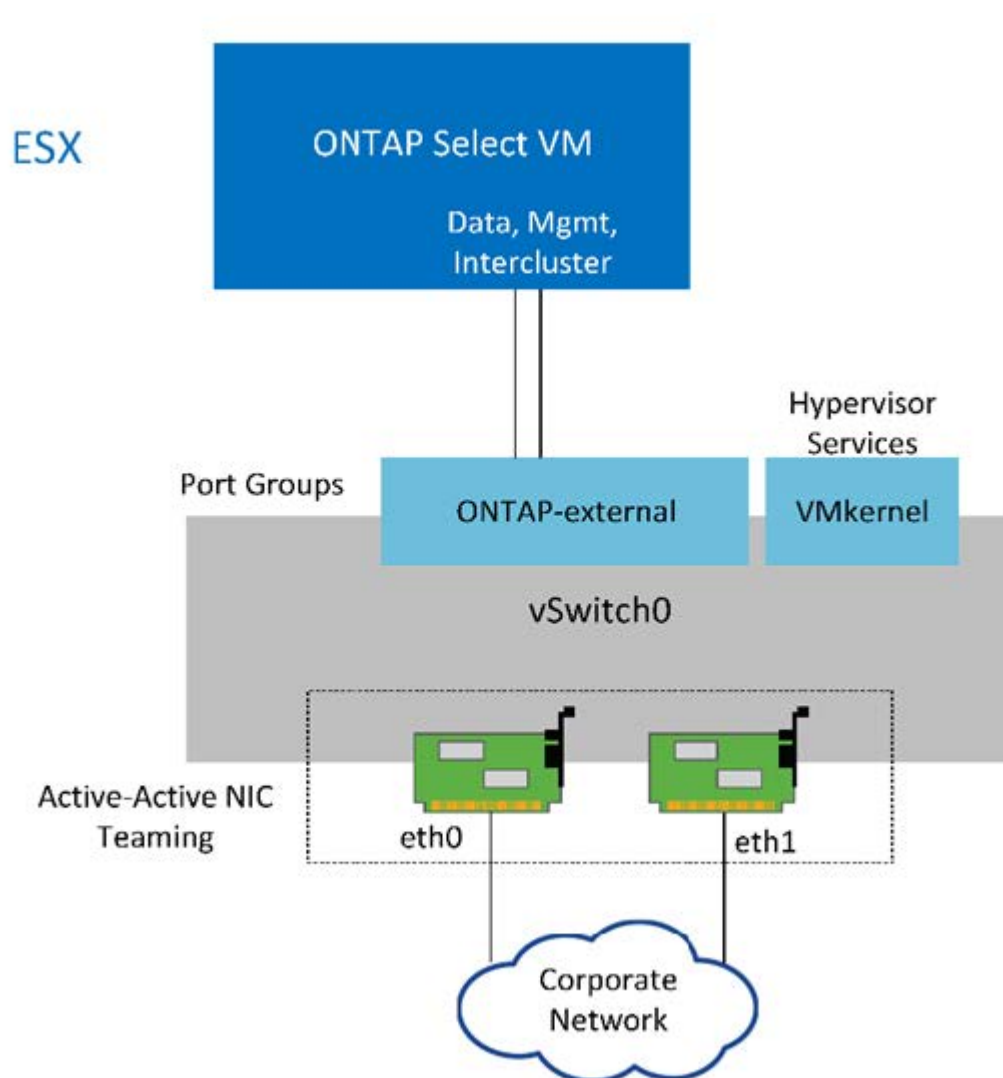 ESX
ONTAP Select VM
Data, Mgmt,
Intercluster
Hypervisor
Services
Port Groups
ONTAP-external
VMkernel
vSwitch0
Active-Active NIC
Teaming
eth0
eth1
Corporate
Network